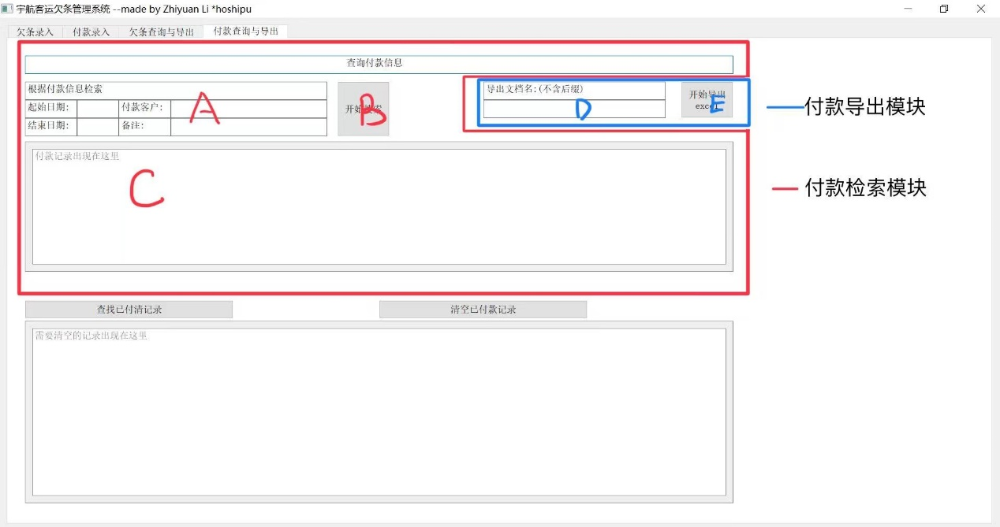 宇航客运欠条管理系统 --made by Zhiyuan Li *hoshipu
欠条录入 付款录入 欠条查询与导出 付款查询与导出
查询付款信息
根据付款信息检索
起始日期: 付款客户:
结束日期: 备注:
A
开始搜索
B
导出文档名:(不含后缀)
D
开始导出
excel
E
付款导出模块
付款记录出现在这里
C
付款检索模块
查找已付清记录 清空已付款记录
需要清空的记录出现在这里